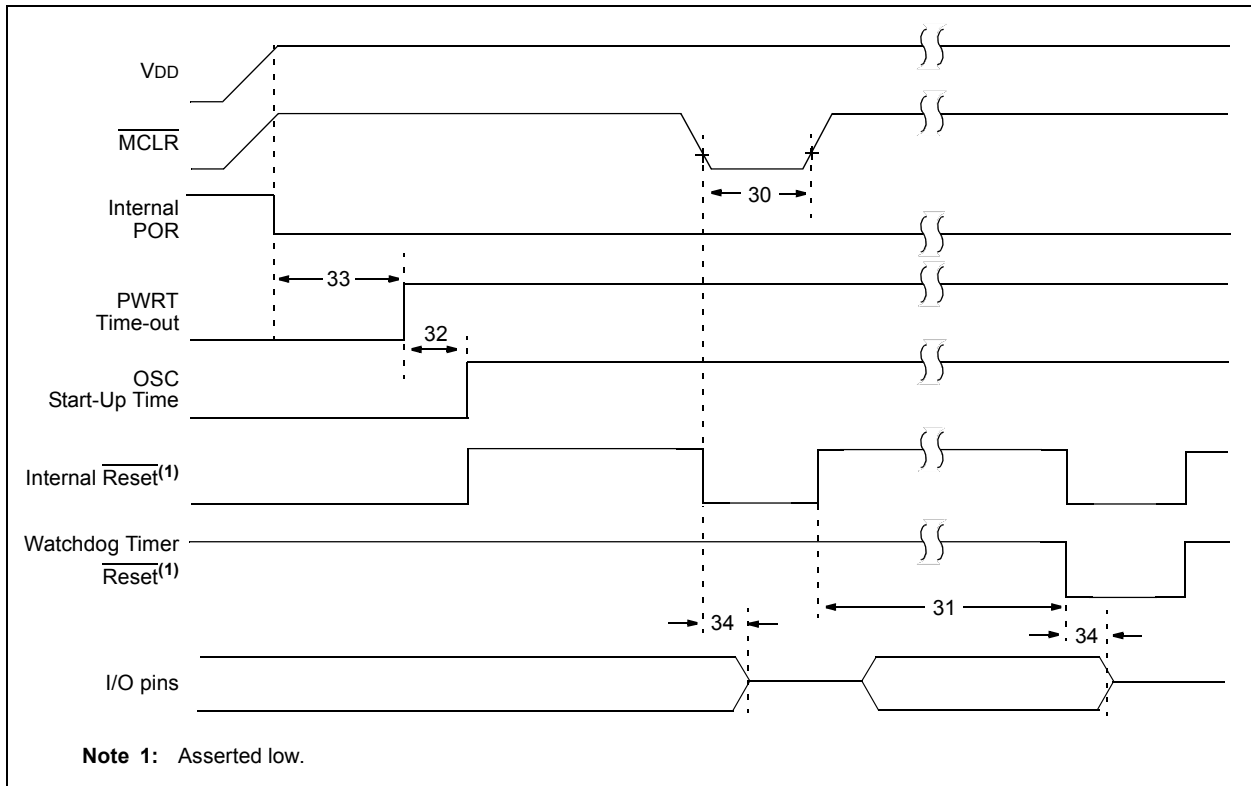 VDD
MCLR
30
Internal
POR
33
PWRT
Time-out
32
OSC
Start-Up Time
Internal Reset(1)
Watchdog Timer
Reset(1)
31
34
34
I/O pins
Note 1: Asserted low.